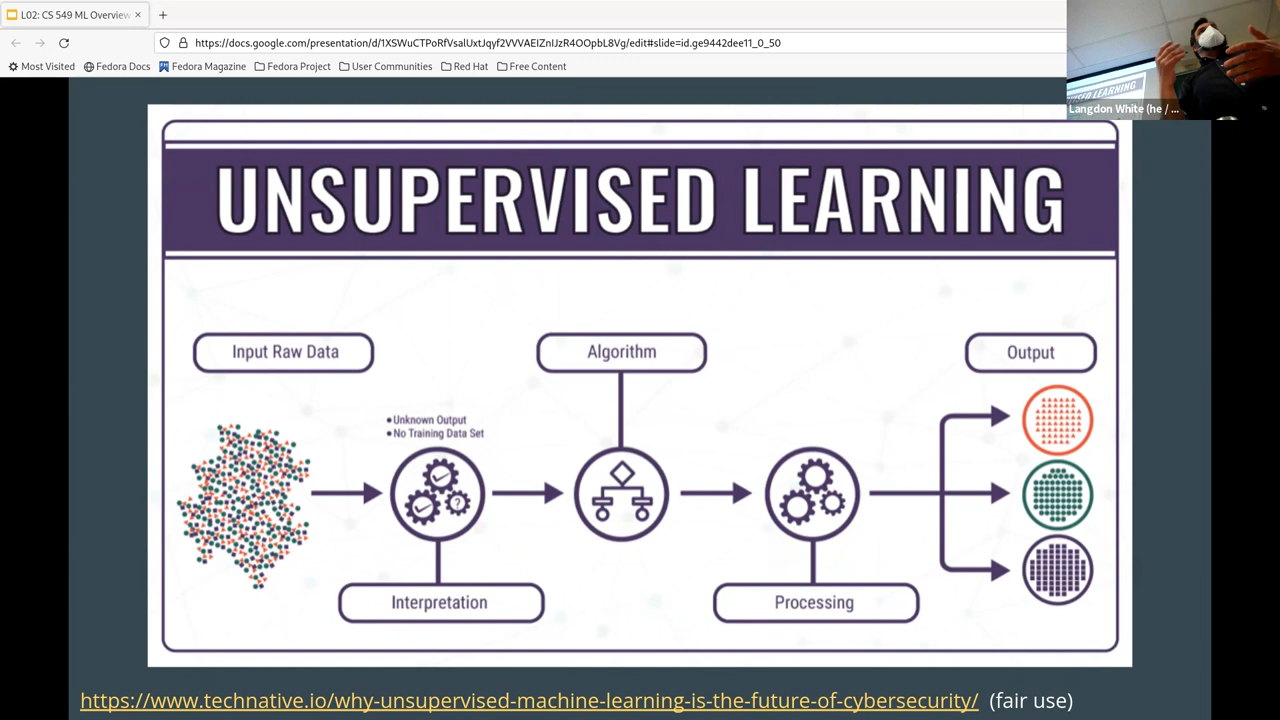 L02: CS 549 ML Overview
https://docs.google.com/presentation/d/1XSWuCTPoRfVsalUxtJqyf2VVVAEIZnIJzR4OOpbL8Vg/edit#slide=id.ge9442dee11_0_50
Most Visited Fedora Docs Fedora Magazine Fedora Project User Communities Red Hat Free Content
Langdon White (he / ...
UNSUPERVISED LEARNING
Input Raw Data
Algorithm
Output
• Unknown Output
• No Training Data Set
?
Interpretation
Processing
https://www.technative.io/why-unsupervised-machine-learning-is-the-future-of-cybersecurity/ (fair use)